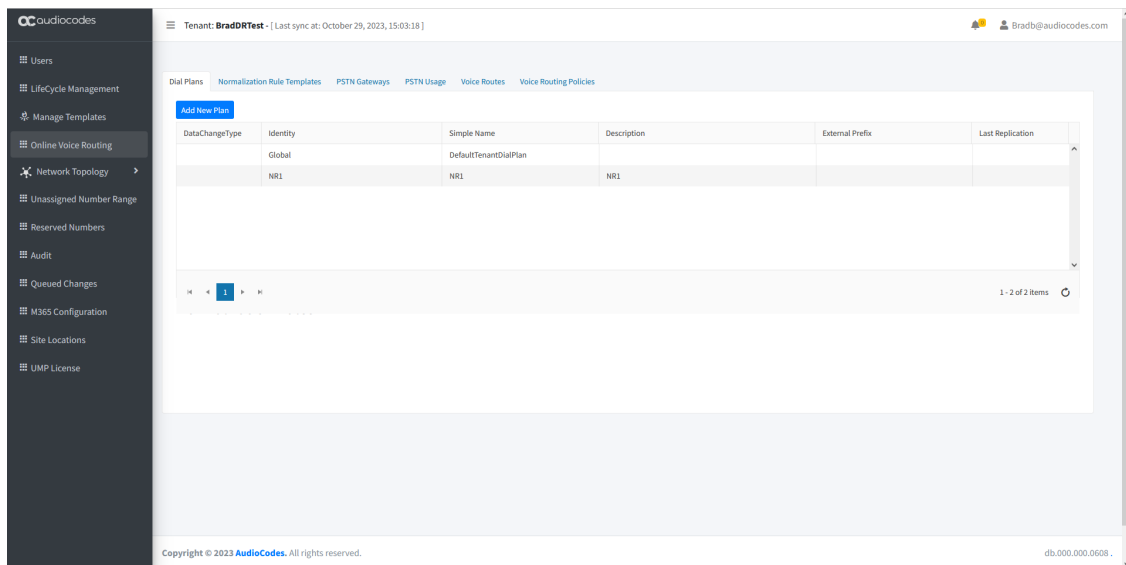 audiocodes
Tenant: BradDRTest - [ Last sync at: October 29, 2023, 15:03:18 ]
0
Bradb@audiocodes.com
Users
LifeCycle Management
Manage Templates
Online Voice Routing
Network Topology
Unassigned Number Range
Reserved Numbers
Audit
Queued Changes
M365 Configuration
Site Locations
UMP License
Dial Plans Normalization Rule Templates PSTN Gateways PSTN Usage Voice Routes Voice Routing Policies
Add New Plan
DataChangeType Identity Simple Name Description External Prefix Last Replication
Global DefaultTenantDialPlan
NR1 NR1 NR1
1
1 - 2 of 2 items
Copyright © 2023 AudioCodes. All rights reserved.
db.000.000.0608 .